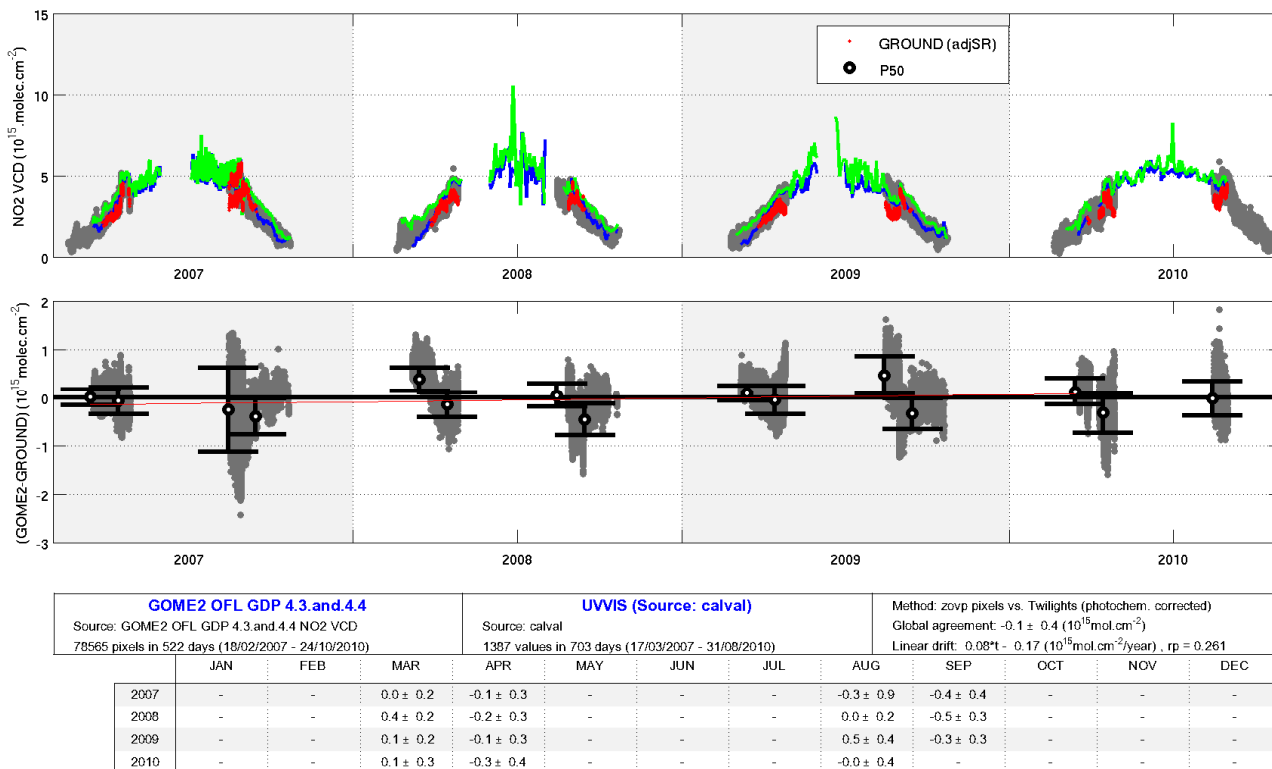 15
10
5
0
NO2 VCD (10^15.molec.cm^-2)
GROUND (adjSR)
P50
2007 2008 2009 2010
2
1
0
-1
-2
-3
(GOME2-GROUND) (10^15molec.cm^-2)
2007 2008 2009 2010
GOME2 OFL GDP 4.3.and.4.4
Source: GOME2 OFL GDP 4.3.and.4.4 NO2 VCD
78565 pixels in 522 days (18/02/2007 - 24/10/2010)
UVVIS (Source: calval)
Source: calval
1387 values in 703 days (17/03/2007 - 31/08/2010)
Method: zovp pixels vs. Twilights (photochem. corrected)
Global agreement: -0.1 ± 0.4 (10^15mol.cm^-2)
Linear drift: 0.08*t - 0.17 (10^15mol.cm^-2/year) , rp = 0.261
JAN FEB MAR APR MAY JUN JUL AUG SEP OCT NOV DEC
2007 - - 0.0 ± 0.2 -0.1 ± 0.3 - - - -0.3 ± 0.9 -0.4 ± 0.4 - - -
2008 - - 0.4 ± 0.2 -0.2 ± 0.3 - - - 0.0 ± 0.2 -0.5 ± 0.3 - - -
2009 - - 0.1 ± 0.2 -0.1 ± 0.3 - - - 0.5 ± 0.4 -0.3 ± 0.3 - - -
2010 - - 0.1 ± 0.3 -0.3 ± 0.4 - - - -0.0 ± 0.4 - - - -